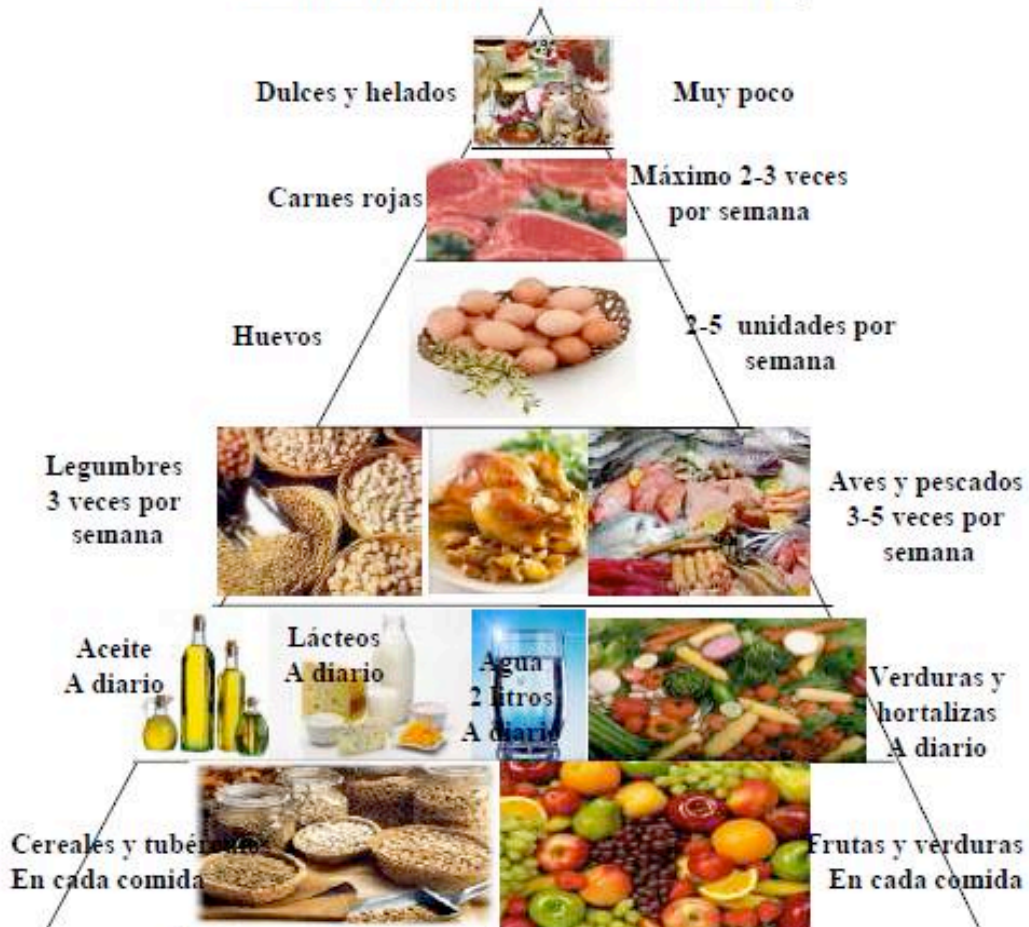 Dulces y helados
Muy poco
Carnes rojas
Máximo 2-3 veces
por semana
Huevos
2-5 unidades por
semana
Legumbres
3 veces por
semana
Aves y pescados
3-5 veces por
semana
Aceite
A diario
Lácteos
A diario
Agua
2 litros
A diario
Verduras y
hortalizas
A diario
Cereales y tubérculos
En cada comida
Frutas y verduras
En cada comida